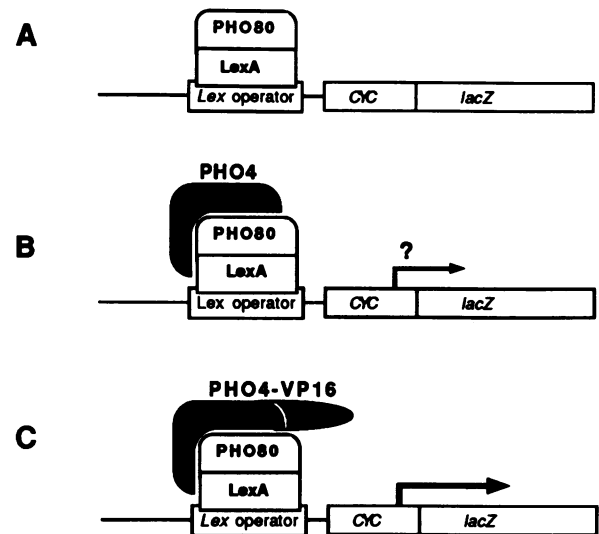 A
PHO80
LexA
Lex operator
CYC
lacZ
PHO4
B
PHO80
?
LexA
Lex operator
CYC
lacZ
PHO4-VP16
C
PHO80
LexA
Lex operator
CYC
lacZ